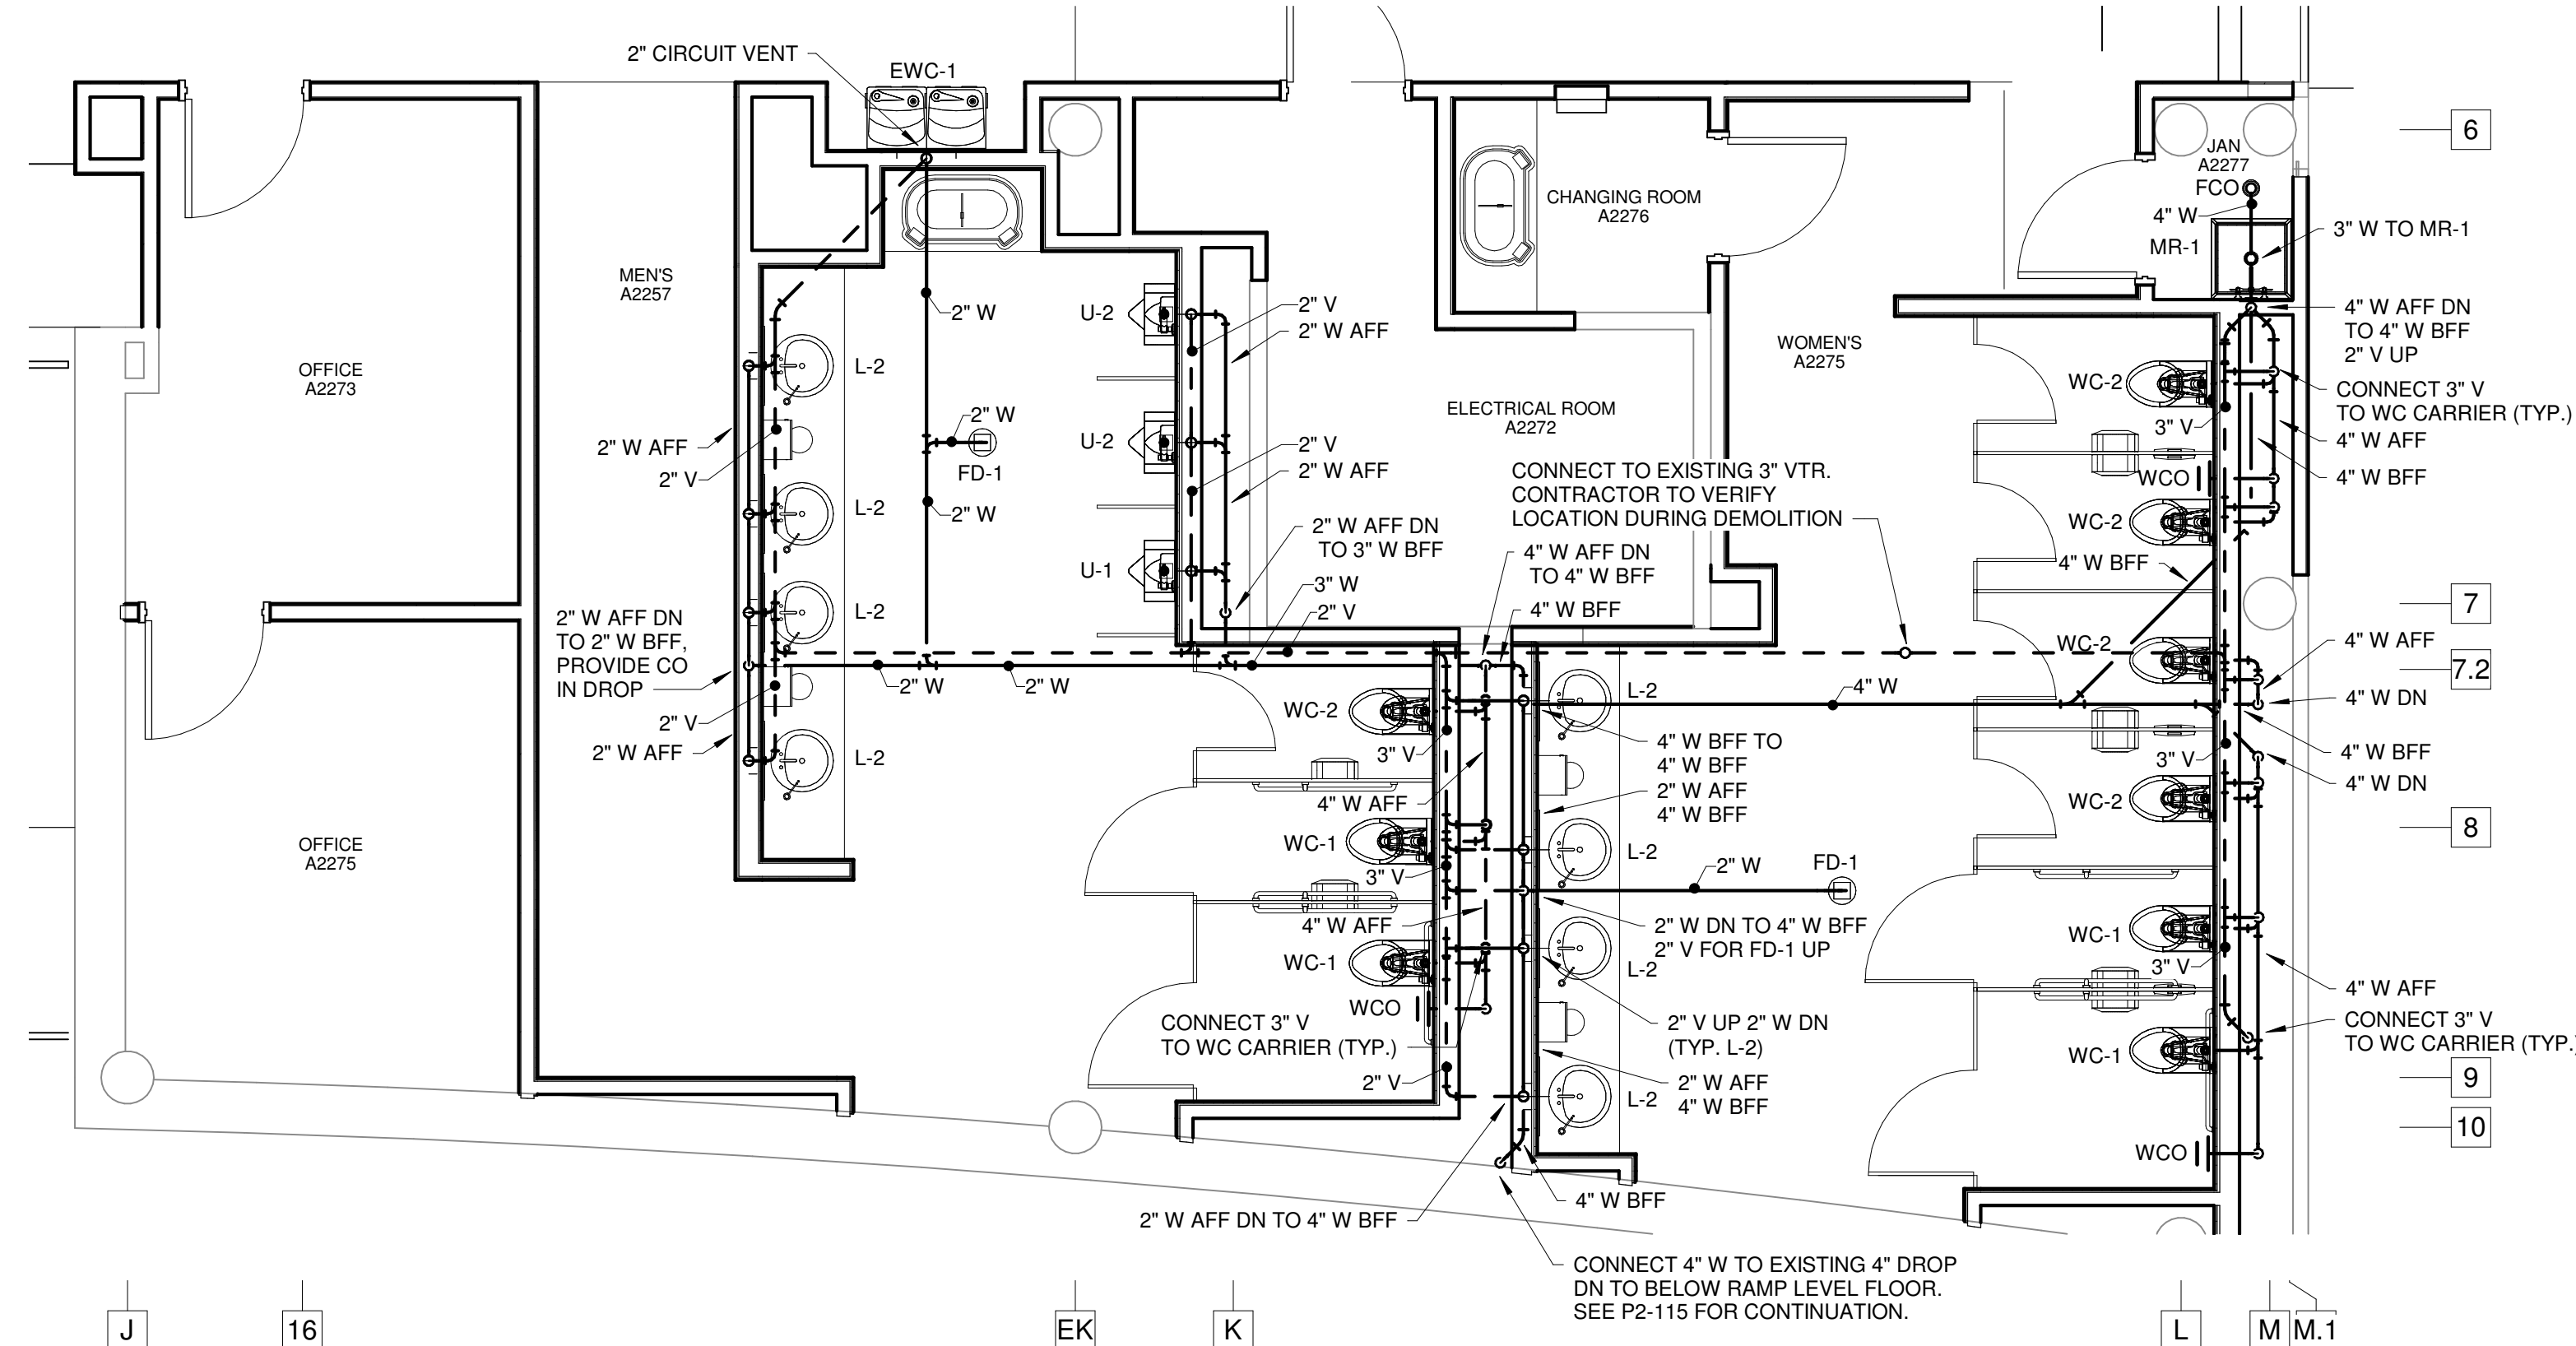 2" CIRCUIT VENT
EWC-1
6
JAN
A2277
FCO
4" W
3" W TO MR-1
MR-1
CHANGING ROOM
A2276
MEN'S
A2257
2" W
U-2
2" V
2" W AFF
4" W AFF DN
TO 4" W BFF
2" V UP
WOMEN'S
A2275
OFFICE
A2273
L-2
WC-2
CONNECT 3" V
TO WC CARRIER (TYP.)
3" V
4" W AFF
4" W BFF
ELECTRICAL ROOM
A2272
2" W AFF
2" V
2" W
FD-1
U-2
2" V
2" W AFF
CONNECT TO EXISTING 3" VTR.
CONTRACTOR TO VERIFY
LOCATION DURING DEMOLITION
WCO
L-2
2" W
2" W AFF DN
TO 3" W BFF
WC-2
4" W AFF DN
TO 4" W BFF
4" W BFF
U-1
3" W
2" V
4" W BFF
7
2" W AFF DN
TO 2" W BFF,
PROVIDE CO
IN DROP
L-2
WC-2
4" W AFF
7.2
2" W
2" W
L-2
4" W
4" W DN
WC-2
2" V
2" W AFF
L-2
3" V
4" W BFF TO
4" W BFF
2" W AFF
4" W BFF
3" V
4" W BFF
4" W DN
4" W AFF
WC-2
8
OFFICE
A2275
WC-1
L-2
2" W
FD-1
3" V
4" W AFF
2" W DN TO 4" W BFF
2" V FOR FD-1 UP
WC-1
WC-1
L-2
3" V
4" W AFF
WCO
CONNECT 3" V
TO WC CARRIER (TYP.)
2" V UP 2" W DN
(TYP. L-2)
CONNECT 3" V
TO WC CARRIER (TYP.)
WC-1
2" V
2" W AFF
4" W BFF
L-2
9
10
WCO
4" W BFF
2" W AFF DN TO 4" W BFF
CONNECT 4" W TO EXISTING 4" DROP
DN TO BELOW RAMP LEVEL FLOOR.
SEE P2-115 FOR CONTINUATION.
J
16
EK
K
L
M
M.1